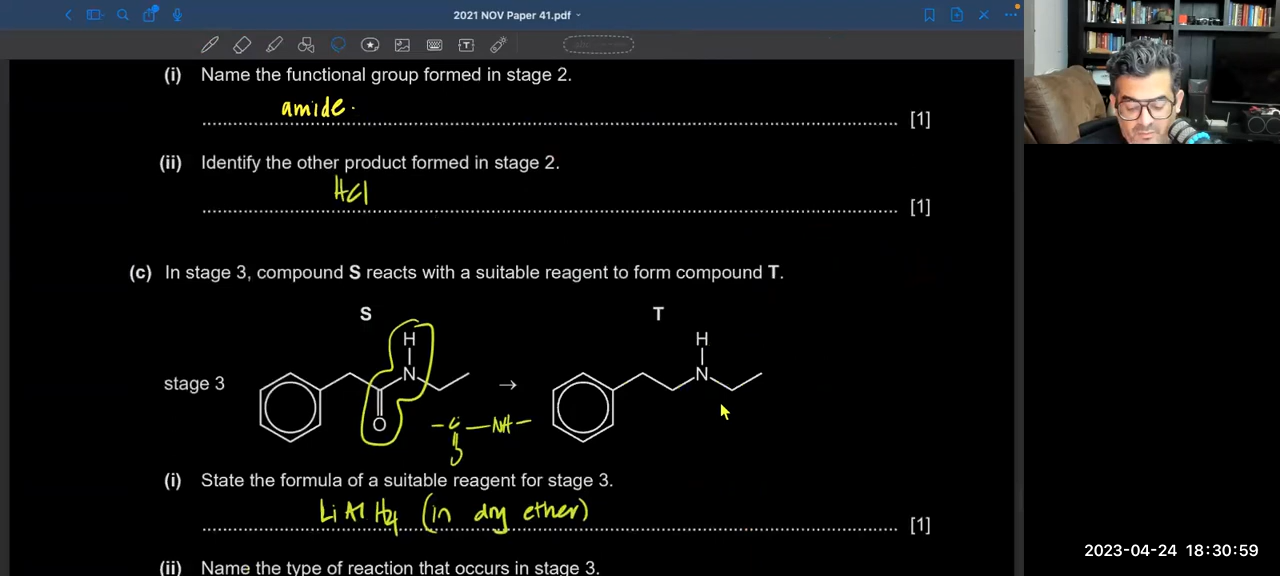 2021 NOV Paper 41.pdf
(i) Name the functional group formed in stage 2.
amide.
[1]
(ii) Identify the other product formed in stage 2.
HCl
[1]
(c) In stage 3, compound S reacts with a suitable reagent to form compound T.
S T
H H
stage 3 N → N
O
-C-NH-
O
(i) State the formula of a suitable reagent for stage 3.
LiAlH4 (in dry ether)
[1]
2023-04-24 18:30:59
(ii) Name the type of reaction that occurs in stage 3.